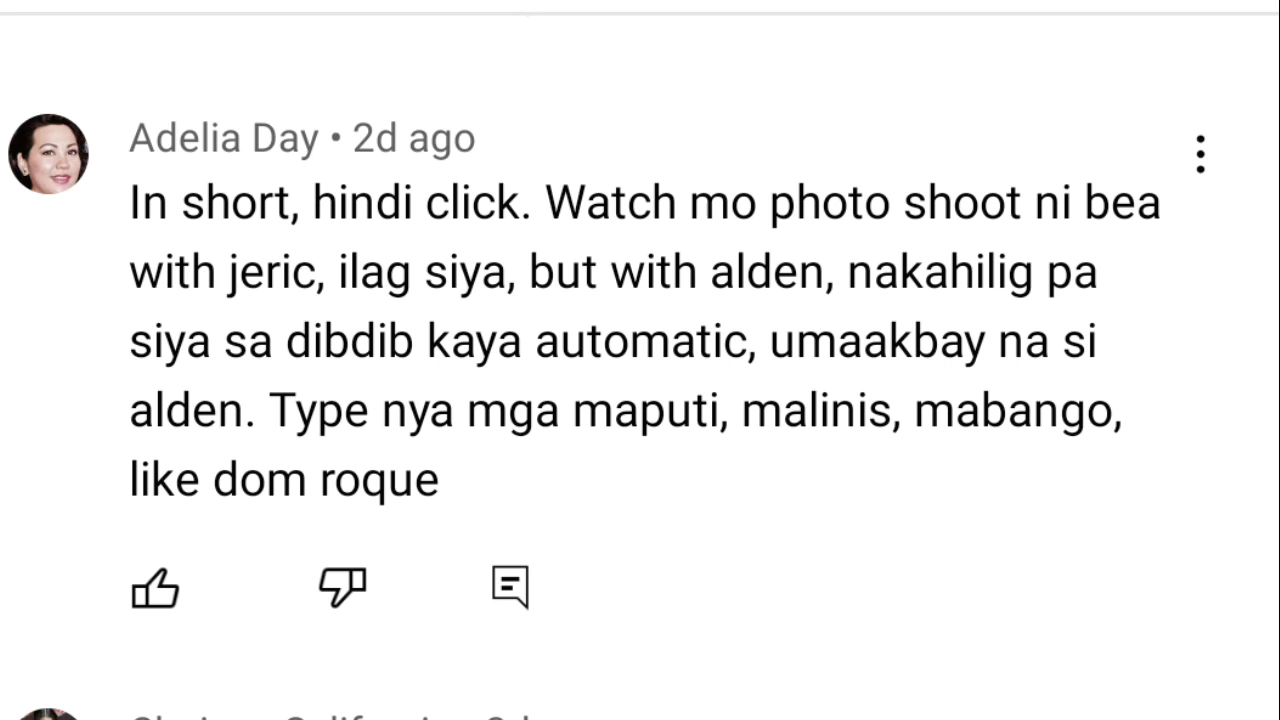 Adelia Day • 2d ago
In short, hindi click. Watch mo photo shoot ni bea
with jeric, ilag siya, but with alden, nakahilig pa
siya sa dibdib kaya automatic, umaakbay na si
alden. Type nya mga maputi, malinis, mabango,
like dom roque